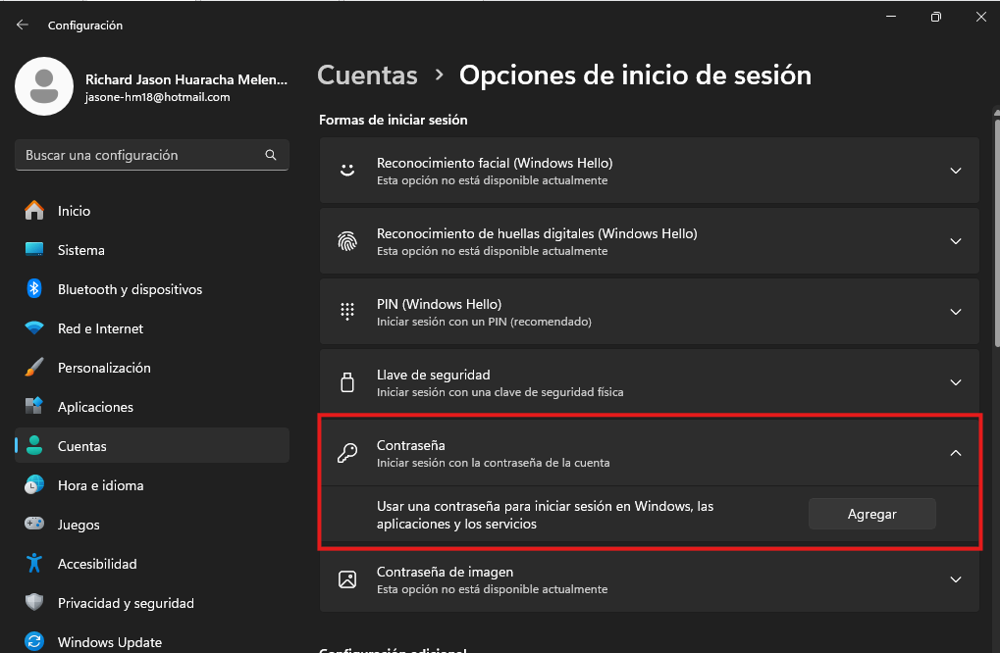 Configuración
Richard Jason Huaracha Melen...
jasone-hm18@hotmail.com
Buscar una configuración
Inicio
Sistema
Bluetooth y dispositivos
Red e Internet
Personalización
Aplicaciones
Cuentas
Hora e idioma
Juegos
Accesibilidad
Privacidad y seguridad
Windows Update
Cuentas > Opciones de inicio de sesión
Formas de iniciar sesión
Reconocimiento facial (Windows Hello)
Esta opción no está disponible actualmente
Reconocimiento de huellas digitales (Windows Hello)
Esta opción no está disponible actualmente
PIN (Windows Hello)
Iniciar sesión con un PIN (recomendado)
Llave de seguridad
Iniciar sesión con una clave de seguridad física
Contraseña
Iniciar sesión con la contraseña de la cuenta
Usar una contraseña para iniciar sesión en Windows, las
aplicaciones y los servicios
Agregar
Contraseña de imagen
Esta opción no está disponible actualmente
Configuración adicional